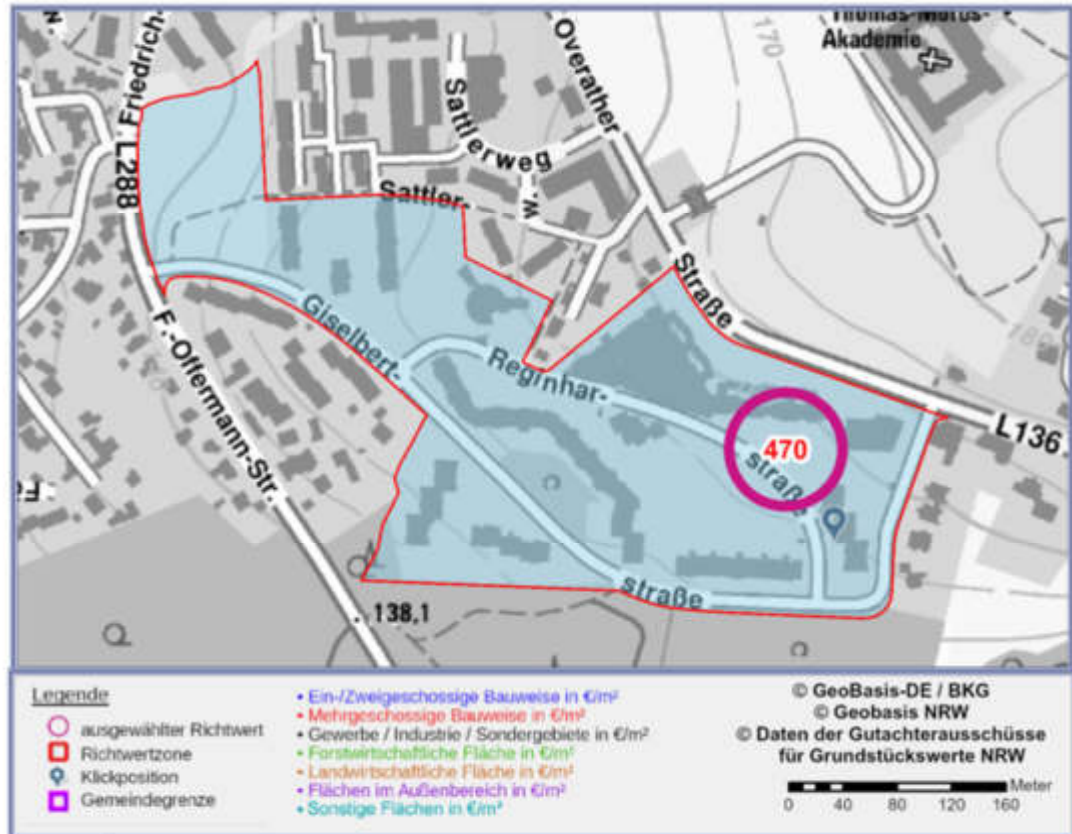 Thomas-Morus-
Akademie
170
Friedrich-
F.
L288
Overather
Straße
Sattlerweg
Sattler-
w.
180
Giselbert-
Reginhar-
470
straße
L136
F.-Offermann-Str.
straße
138,1
Legende
ausgewählter Richtwert
Richtwertzone
Klickposition
Gemeindegrenze
• Ein-/Zweigeschossige Bauweise in €/m²
• Mehrgeschossige Bauweise in €/m²
• Gewerbe / Industrie / Sondergebiete in €/m²
• Forstwirtschaftliche Fläche in €/m²
• Landwirtschaftliche Fläche in €/m²
• Flächen im Außenbereich in €/m²
• Sonstige Flächen in €/m²
© GeoBasis-DE / BKG
© Geobasis NRW
© Daten der Gutachterausschüsse
für Grundstückswerte NRW
Meter
0 40 80 120 160